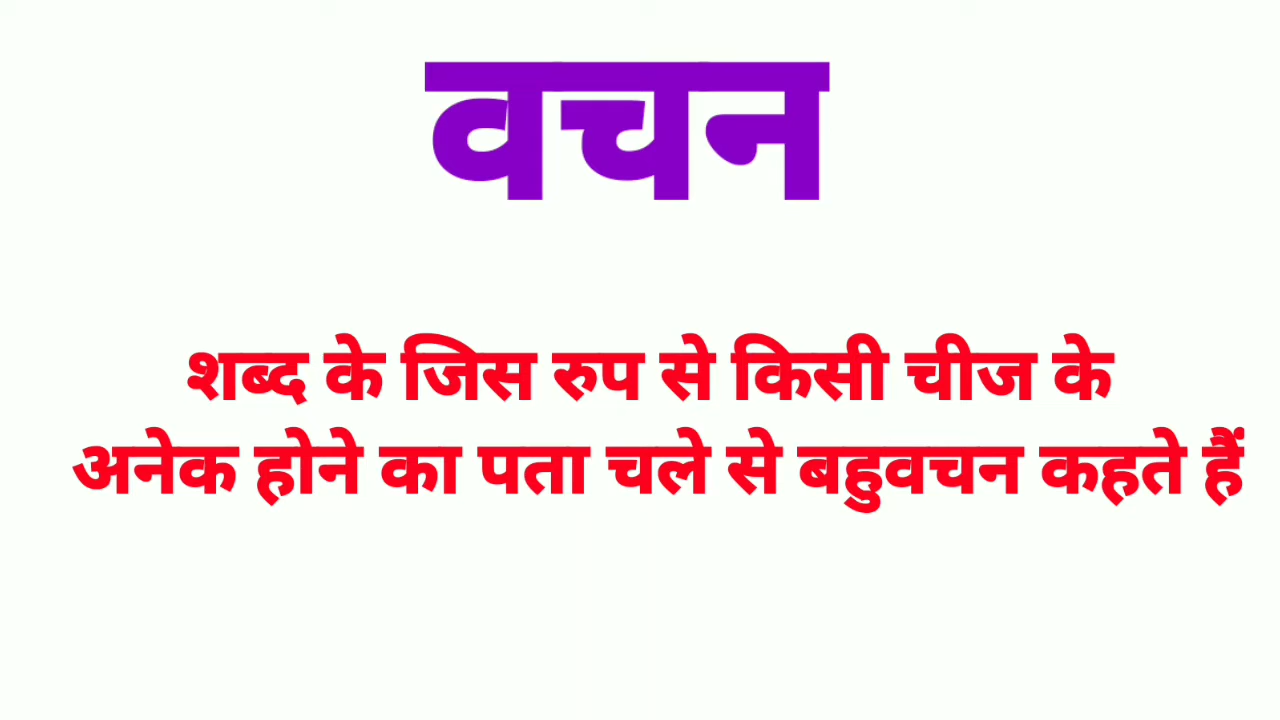 वचन
शब्द के जिस रुप से किसी चीज के
अनेक होने का पता चले से बहुवचन कहते हैं